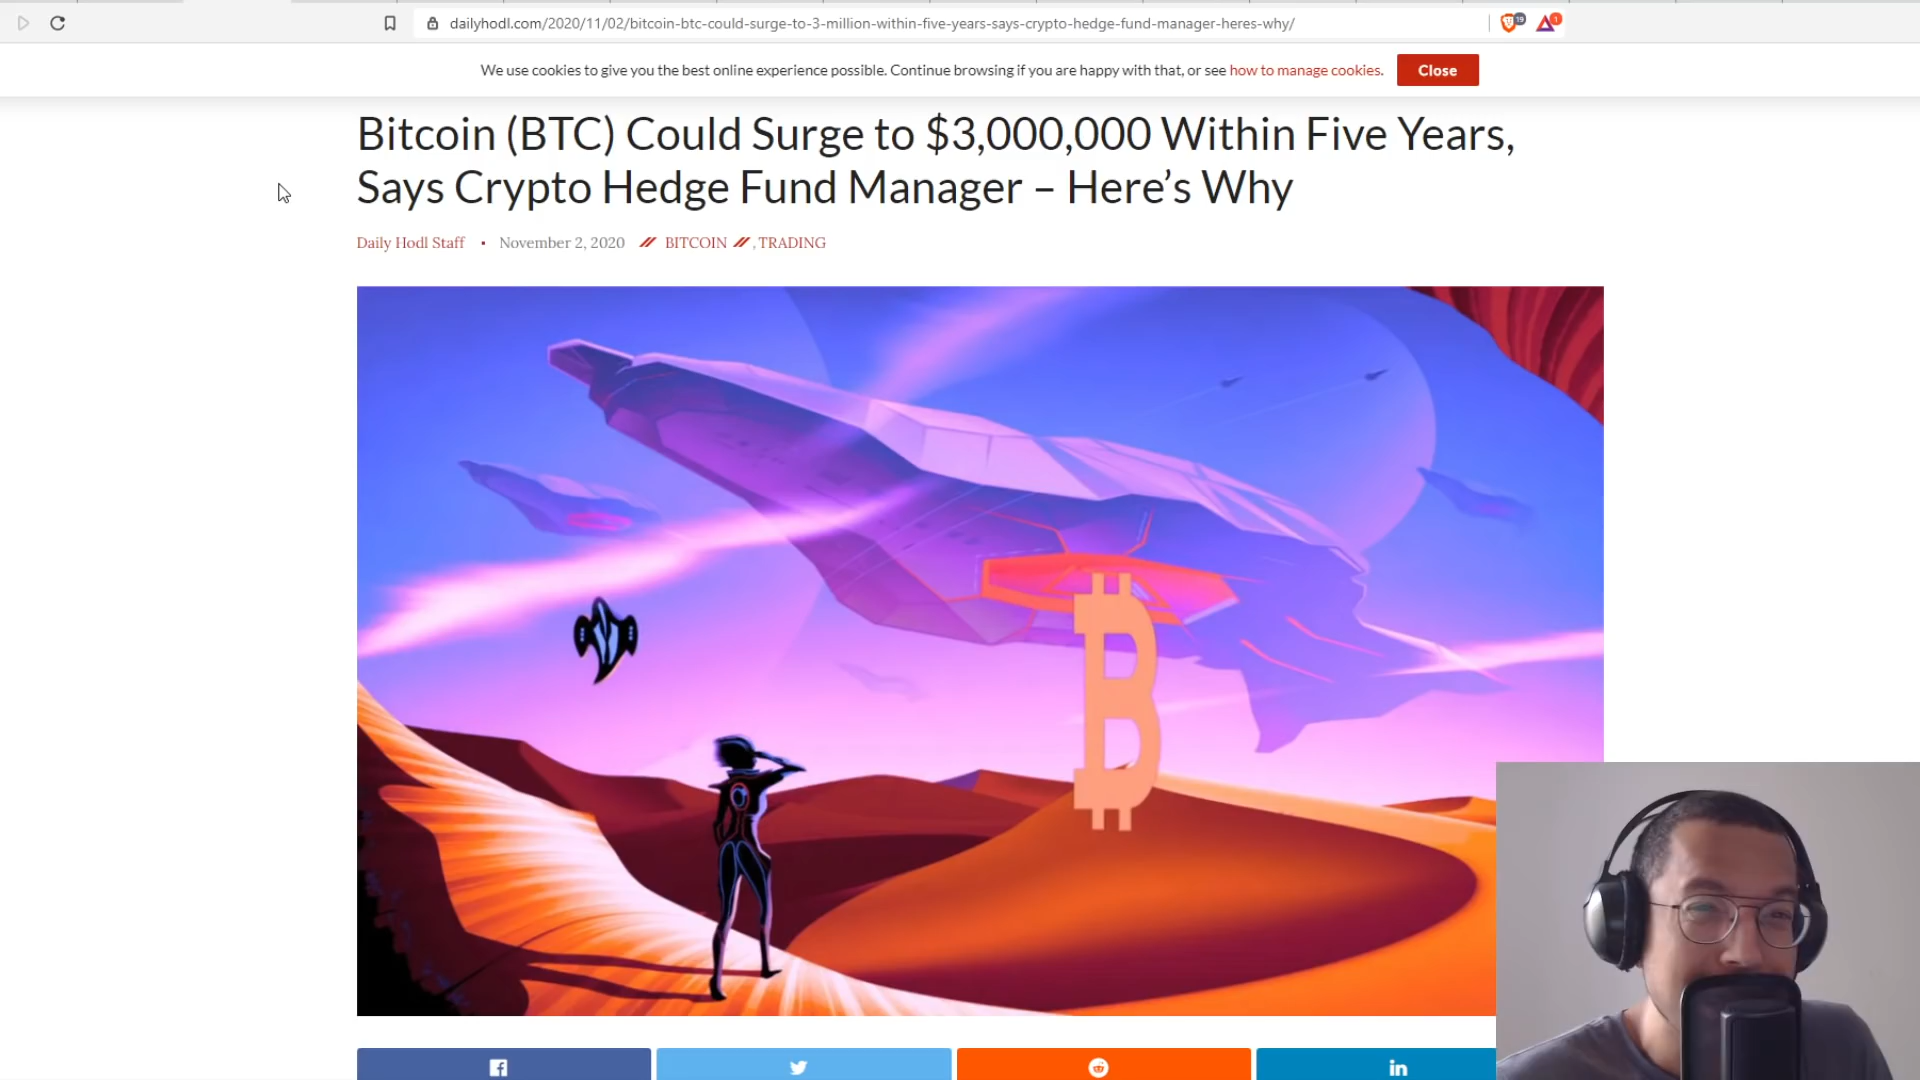 dailyhodl.com/2020/11/02/bitcoin-btc-could-surge-to-3-million-within-five-years-says-crypto-hedge-fund-manager-heres-why/
19
1
We use cookies to give you the best online experience possible. Continue browsing if you are happy with that, or see how to manage cookies.
Close
Bitcoin (BTC) Could Surge to $3,000,000 Within Five Years,
Says Crypto Hedge Fund Manager – Here’s Why
Daily Hodl Staff • November 2, 2020 // BITCOIN //, TRADING